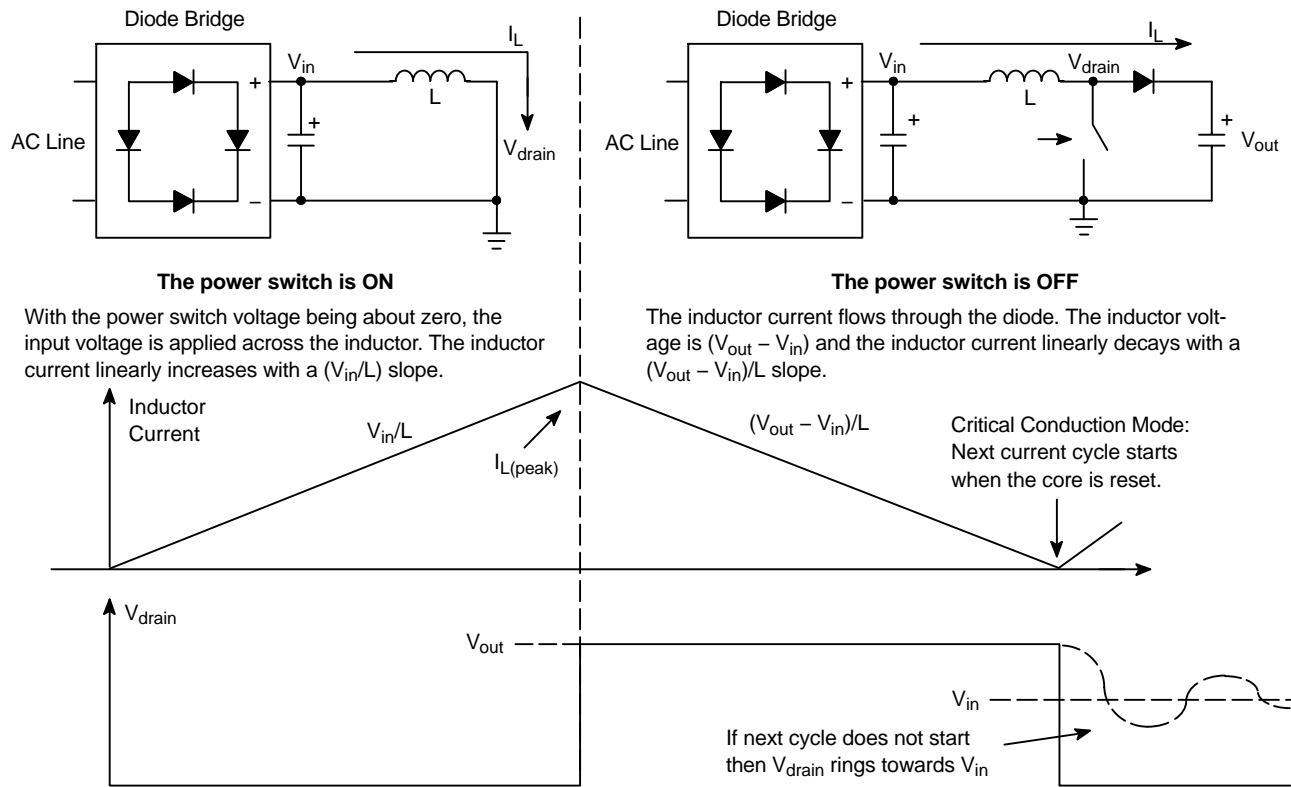 Diode Bridge
AC Line
+
−
V_in
+
L
I_L
V_drain
The power switch is ON
With the power switch voltage being about zero, the
input voltage is applied across the inductor. The inductor
current linearly increases with a (V_in/L) slope.
Diode Bridge
AC Line
+
−
V_in
+
L
I_L
V_drain
+
V_out
The power switch is OFF
The inductor current flows through the diode. The inductor volt-
age is (V_out − V_in) and the inductor current linearly decays with a
(V_out − V_in)/L slope.
Inductor
Current
V_in/L
I_L(peak)
(V_out − V_in)/L
Critical Conduction Mode:
Next current cycle starts
when the core is reset.
V_drain
V_out
V_in
If next cycle does not start
then V_drain rings towards V_in